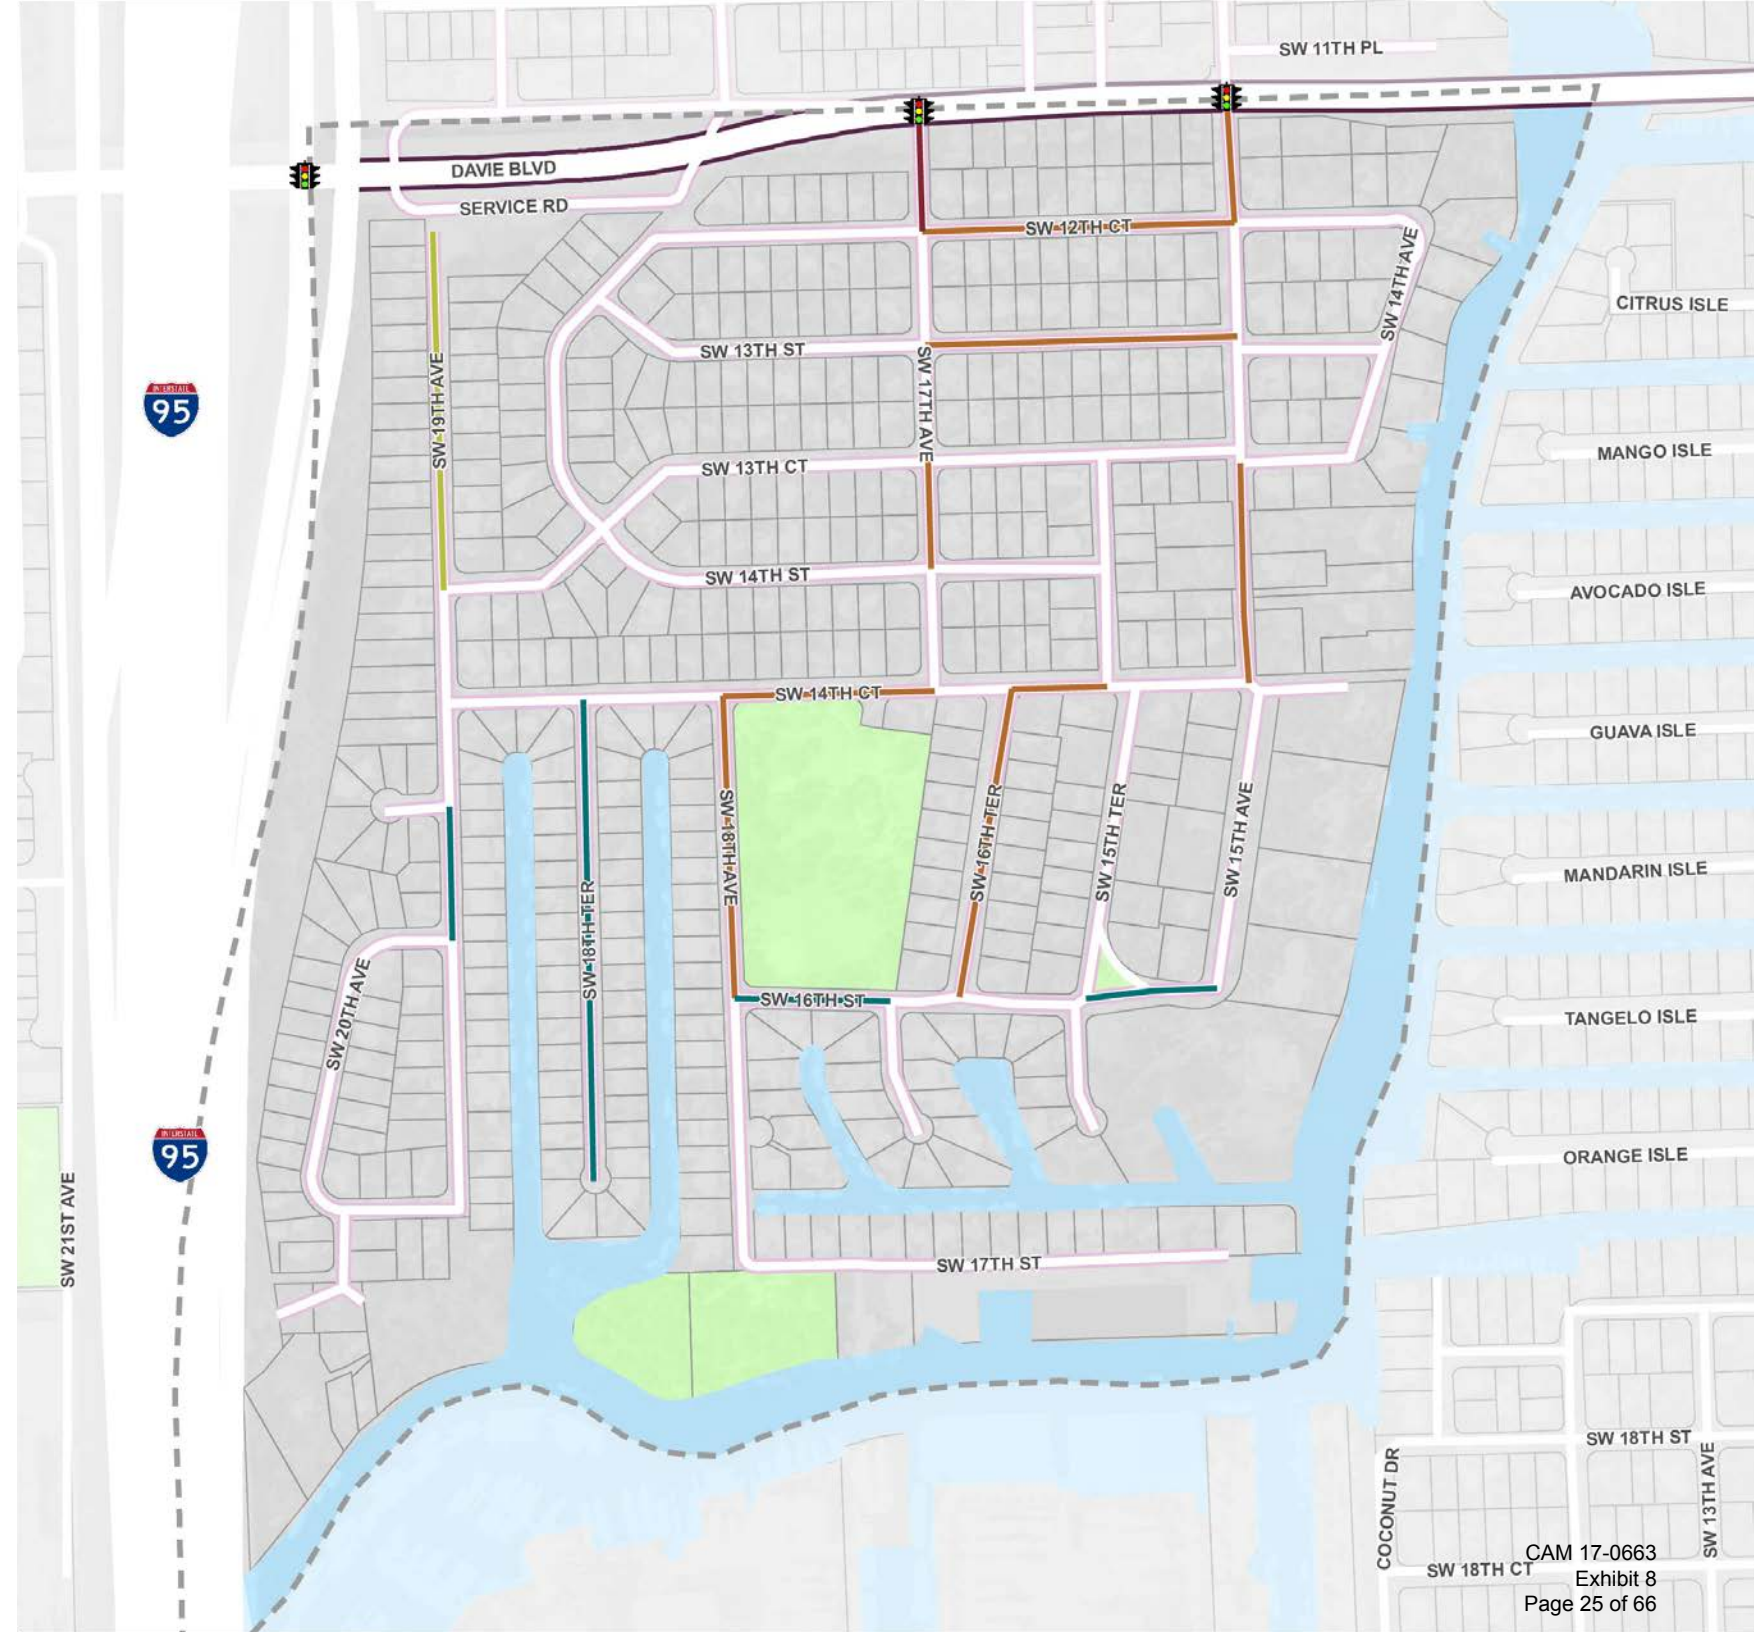 SW 11TH PL
DAVIE BLVD
SERVICE RD
SW 12TH CT
SW 14TH AVE
CITRUS ISLE
SW 13TH ST
SW 19TH AVE
SW 17TH AVE
INTERSTATE
95
MANGO ISLE
SW 13TH CT
SW 14TH ST
AVOCADO ISLE
SW 14TH CT
GUAVA ISLE
SW 18TH AVE
SW 16TH TER
SW 15TH TER
SW 15TH AVE
MANDARIN ISLE
SW 18TH TER
SW 20TH AVE
SW 16TH ST
TANGELO ISLE
INTERSTATE
95
ORANGE ISLE
SW 21ST AVE
SW 17TH ST
SW 18TH ST
COCONUT DR
SW 13TH AVE
SW 18TH CT
CAM 17-0663
Exhibit 8
Page 25 of 66